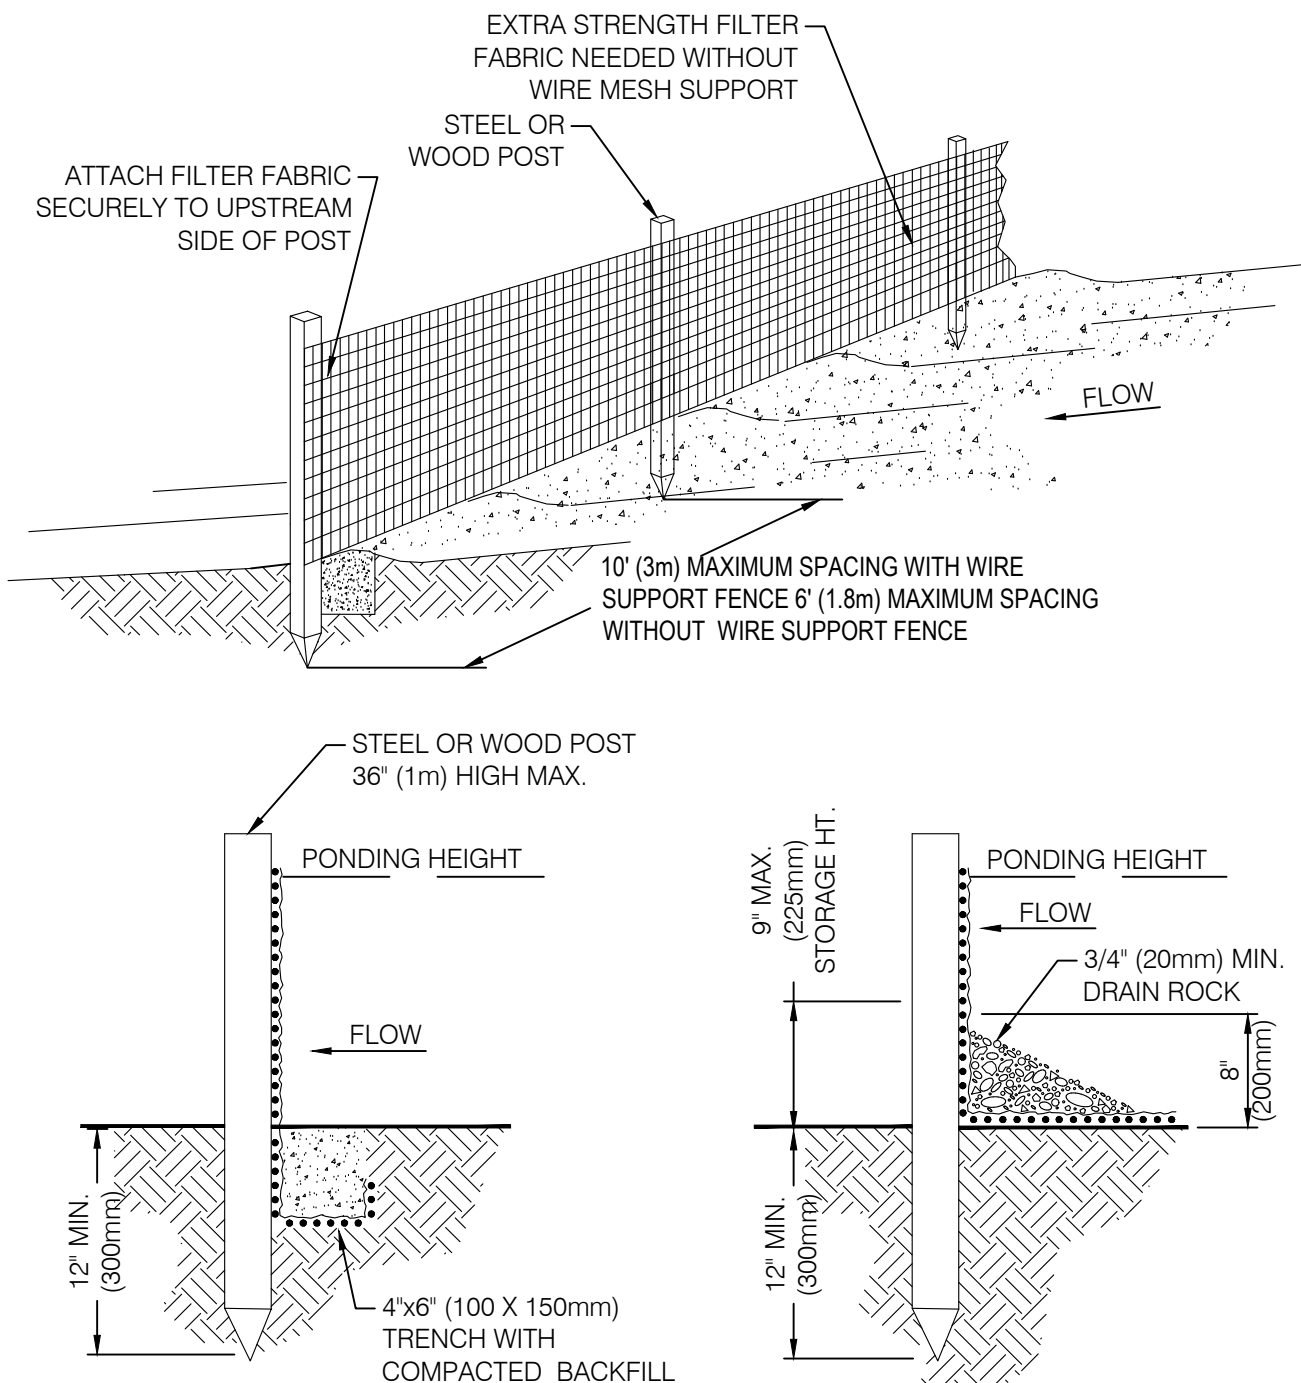 EXTRA STRENGTH FILTER
FABRIC NEEDED WITHOUT
WIRE MESH SUPPORT
STEEL OR
WOOD POST
ATTACH FILTER FABRIC
SECURELY TO UPSTREAM
SIDE OF POST
FLOW
10' (3m) MAXIMUM SPACING WITH WIRE
SUPPORT FENCE 6' (1.8m) MAXIMUM SPACING
WITHOUT WIRE SUPPORT FENCE
STEEL OR WOOD POST
36" (1m) HIGH MAX.
PONDING HEIGHT
FLOW
12" MIN.
(300mm)
4"x6" (100 X 150mm)
TRENCH WITH
COMPACTED BACKFILL
9" MAX.
(225mm)
STORAGE HT.
PONDING HEIGHT
FLOW
3/4" (20mm) MIN.
DRAIN ROCK
8"
(200mm)
12" MIN.
(300mm)